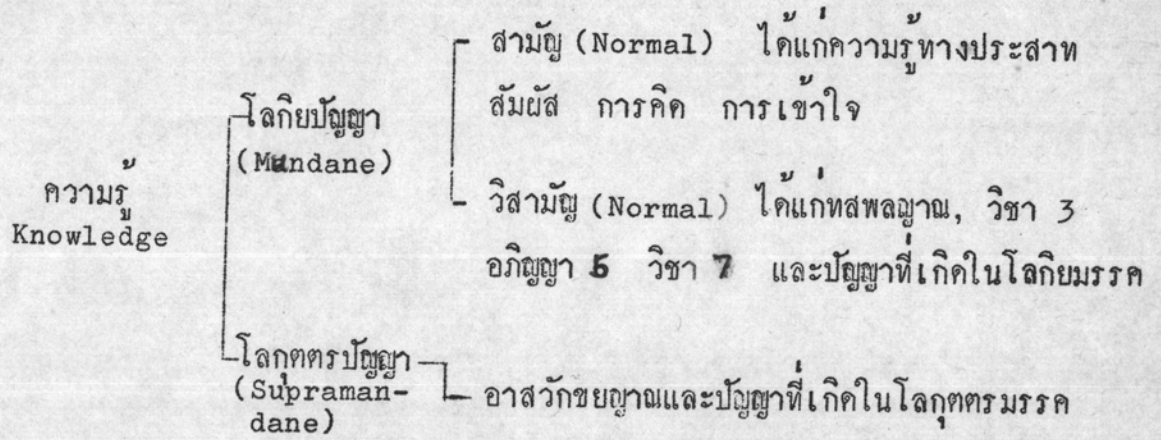 ความรู้
Knowledge
โลกิยปัญญา
(Mundane)
สามัญ (Normal) ได้แก่ความรู้ทางประสาท
สัมผัส การคิด การเข้าใจ
วิสามัญ (Normal) ได้แกทสพลญาณ, วิชา 3
อภิญญา 5 วิชา 7 และปัญญาที่เกิดในโลกิยมรรค
โลกุตตรปัญญา
(Supraman-
dane)
อาสวักขยญาณและปัญญาที่เกิดในโลกุตตรมรรค